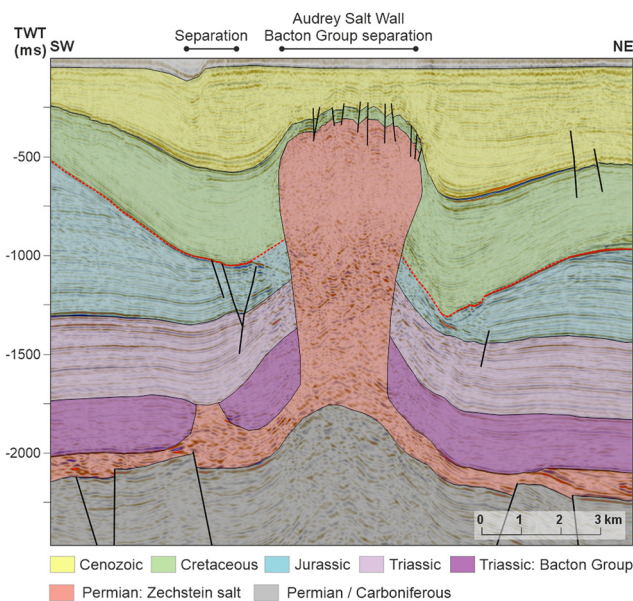 Audrey Salt Wall
TWT
(ms)
SW
Separation
Bacton Group separation
NE
-500
-1000
-1500
-2000
0 1 2 3 km
Cenozoic
Cretaceous
Jurassic
Triassic
Triassic: Bacton Group
Permian: Zechstein salt
Permian / Carboniferous